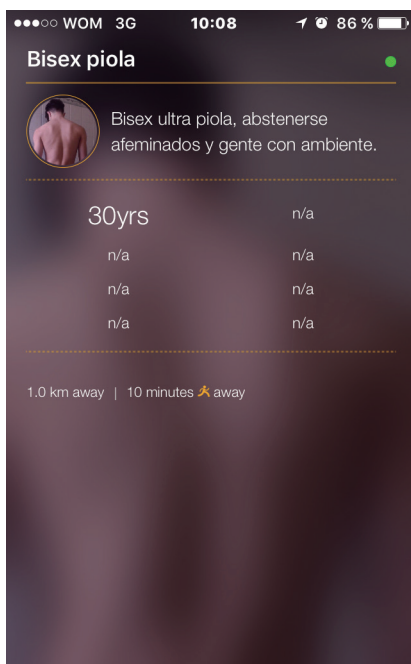 WOM 3G 10:08 86 %
Bisex piola
Bisex ultra piola, abstenerse
afeminados y gente con ambiente.
30yrs n/a
n/a n/a
n/a n/a
n/a n/a
1.0 km away | 10 minutes away